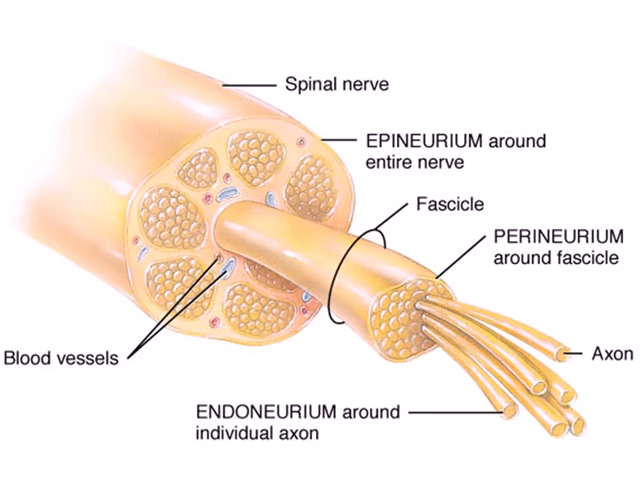 Spinal nerve
EPINEURIUM around
entire nerve
Fascicle
PERINEURIUM
around fascicle
Blood vessels
Axon
ENDONEURIUM around
individual axon